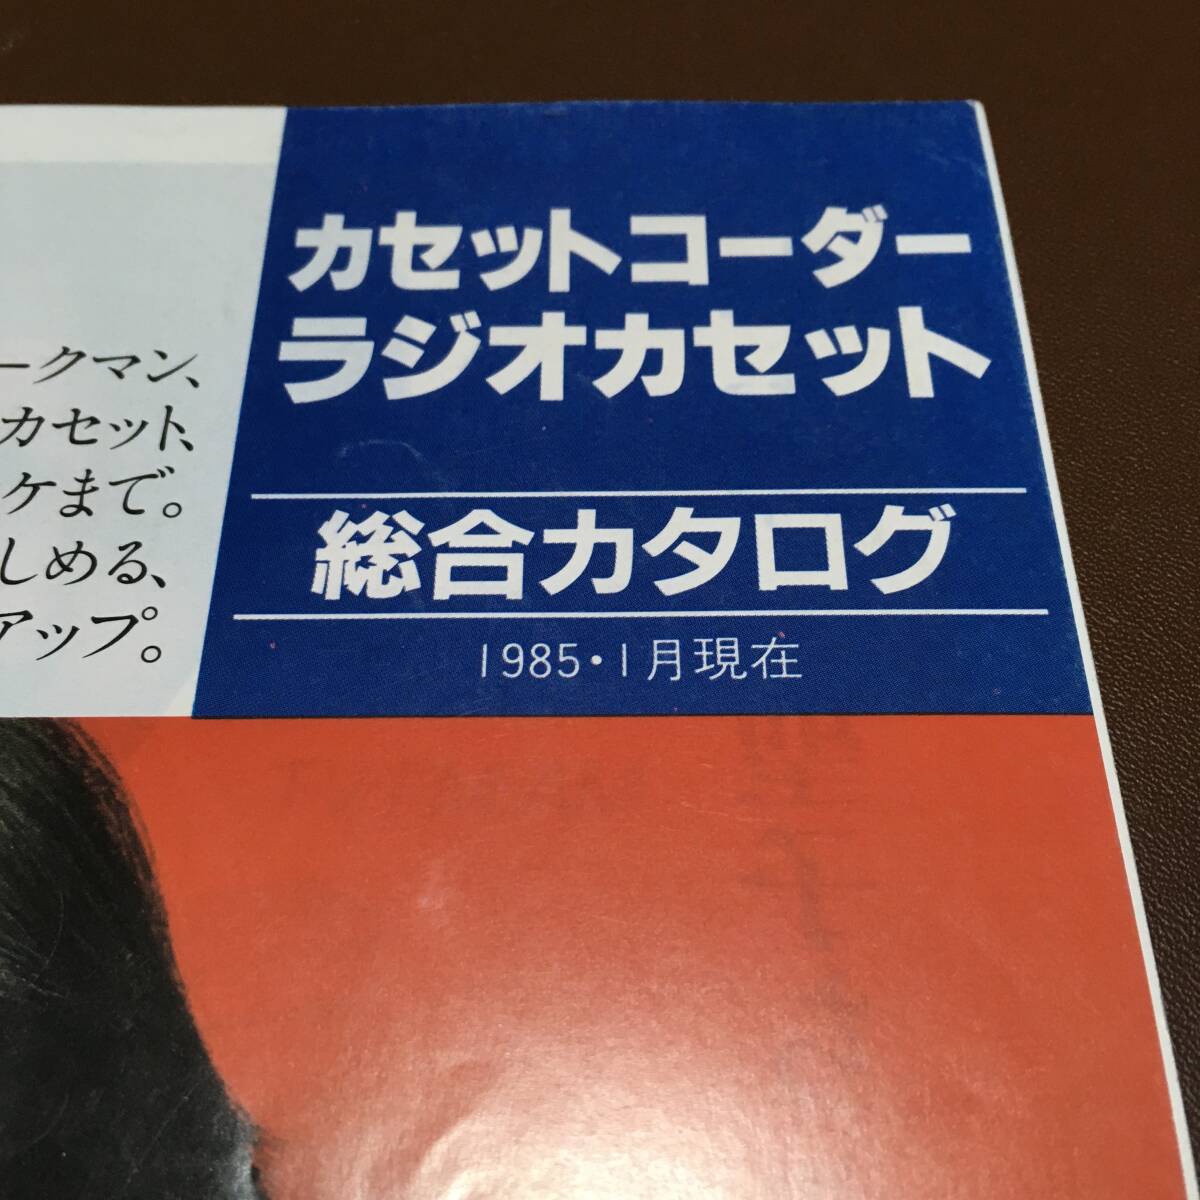 カセットコーダー
ラジオカセット
総合カタログ
1985・1月現在
ークマン、
カセット、
ケまで。
しめる、
アップ。